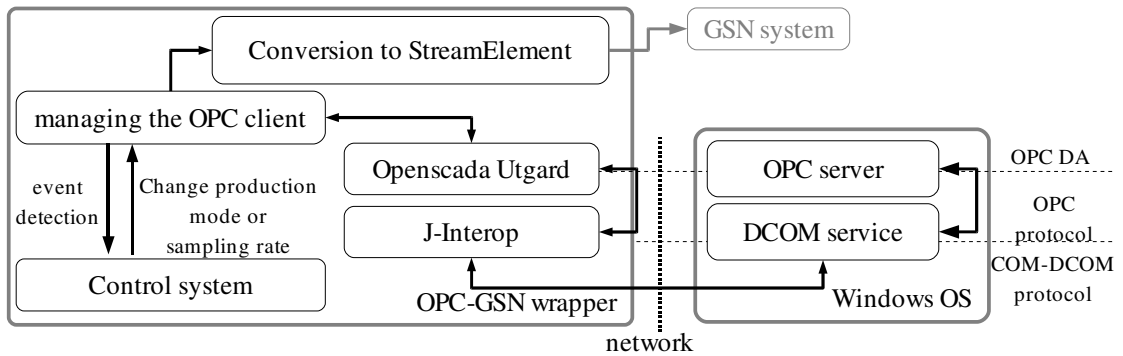 Conversion to StreamElement
GSN system
managing the OPC client
Openscada Utgard
OPC server
OPC DA
event
detection
Change production
mode or
sampling rate
J-Interop
DCOM service
OPC
protocol
COM-DCOM
protocol
Control system
OPC-GSN wrapper
Windows OS
network